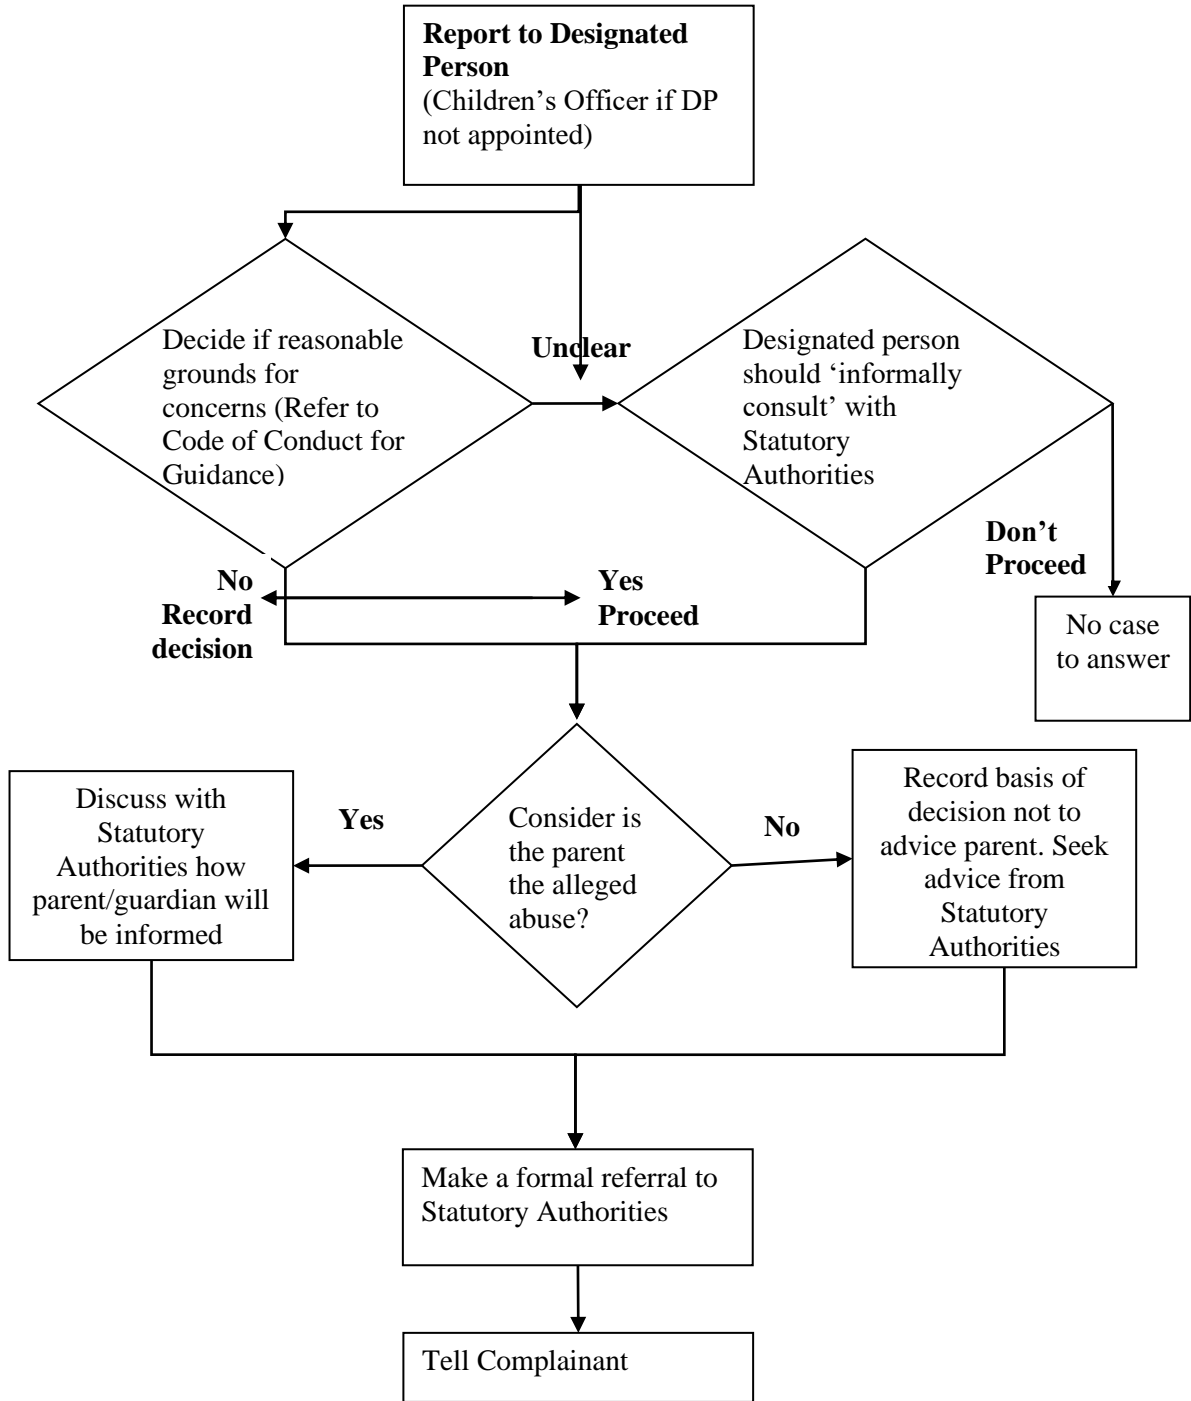 Report to Designated
Person
(Children’s Officer if DP
not appointed)
Decide if reasonable
grounds for
concerns (Refer to
Code of Conduct for
Guidance)
Unclear
Designated person
should ‘informally
consult’ with
Statutory
Authorities
No
Record
decision
Yes
Proceed
Don’t
Proceed
No case
to answer
Discuss with
Statutory
Authorities how
parent/guardian will
be informed
Yes
Consider is
the parent
the alleged
abuse?
No
Record basis of
decision not to
advice parent. Seek
advice from
Statutory
Authorities
Make a formal referral to
Statutory Authorities
Tell Complainant